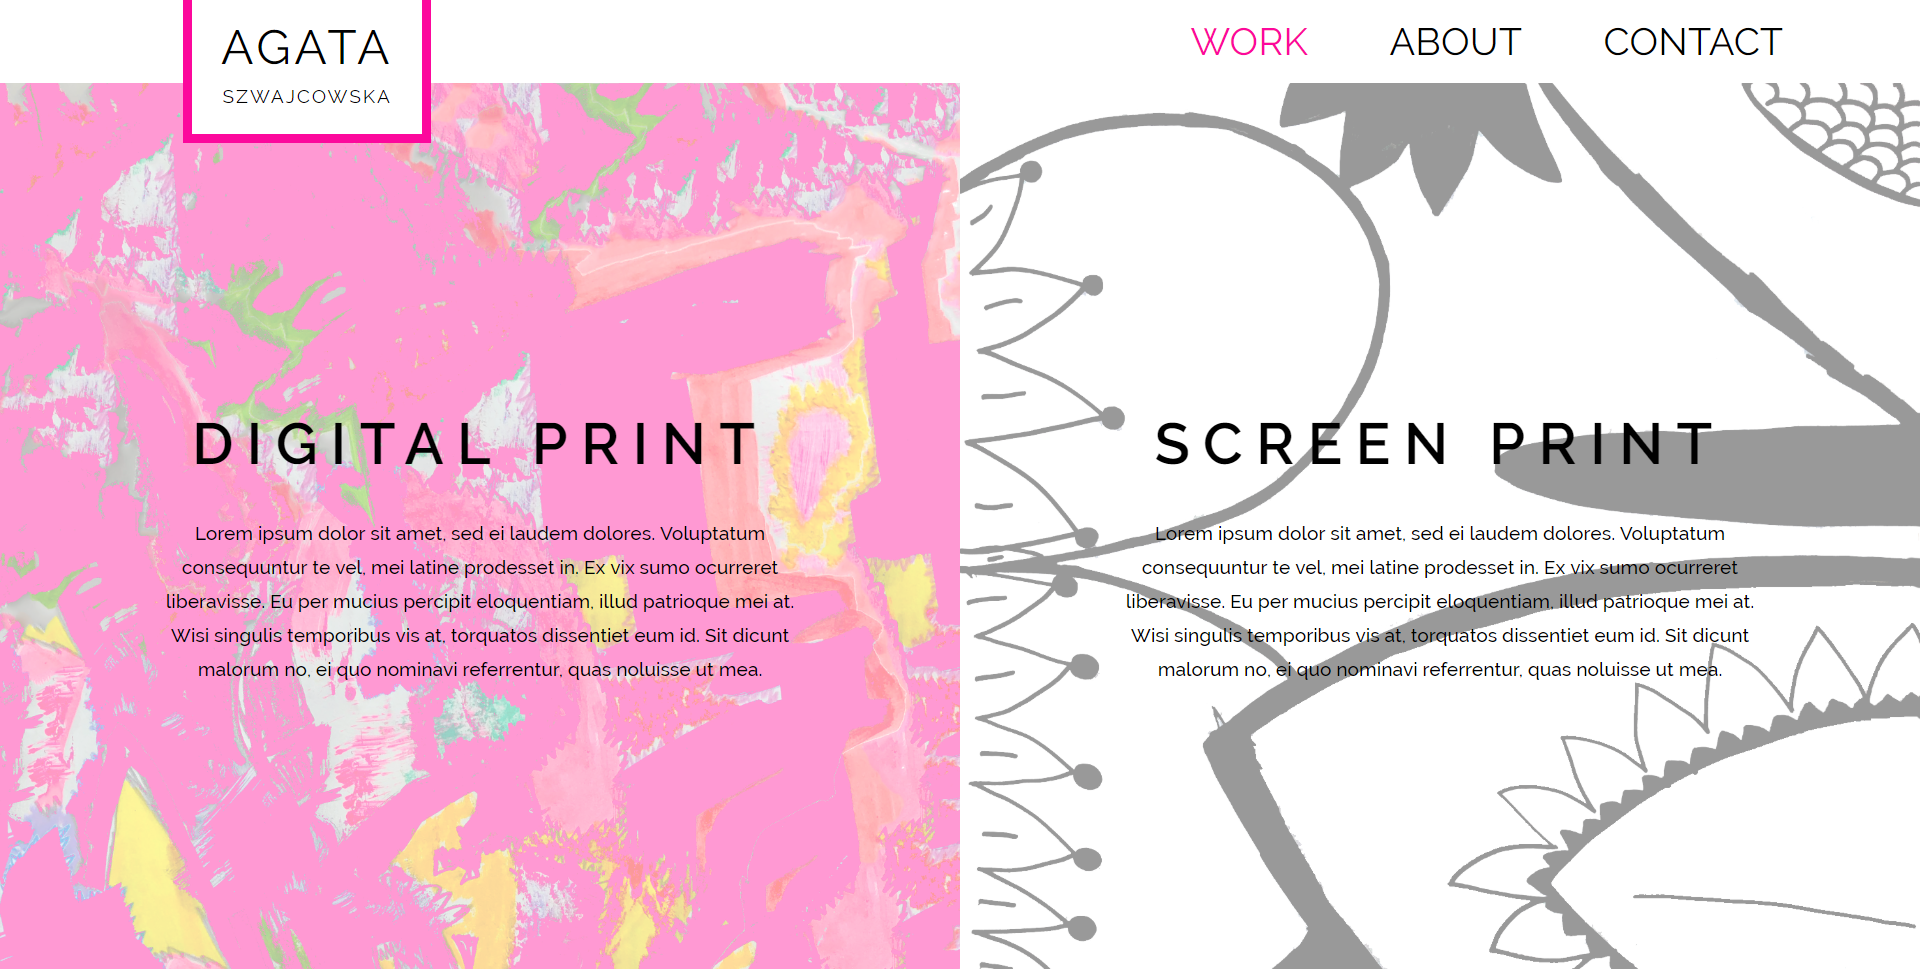 AGATA
SZWAJCOWSKA
WORK
ABOUT
CONTACT
DIGITAL PRINT
Lorem ipsum dolor sit amet, sed ei laudem dolores. Voluptatum
consequuntur te vel, mei latine prodesset in. Ex vix sumo ocurreret
liberavisse. Eu per mucius percipit eloquentiam, illud patrioque mei at.
Wisi singulis temporibus vis at, torquatos dissentiet eum id. Sit dicunt
malorum no, ei quo nominavi referrentur, quas noluisse ut mea.
SCREEN PRINT
Lorem ipsum dolor sit amet, sed ei laudem dolores. Voluptatum
consequuntur te vel, mei latine prodesset in. Ex vix sumo ocurreret
liberavisse. Eu per mucius percipit eloquentiam, illud patrioque mei at.
Wisi singulis temporibus vis at, torquatos dissentiet eum id. Sit dicunt
malorum no, ei quo nominavi referrentur, quas noluisse ut mea.